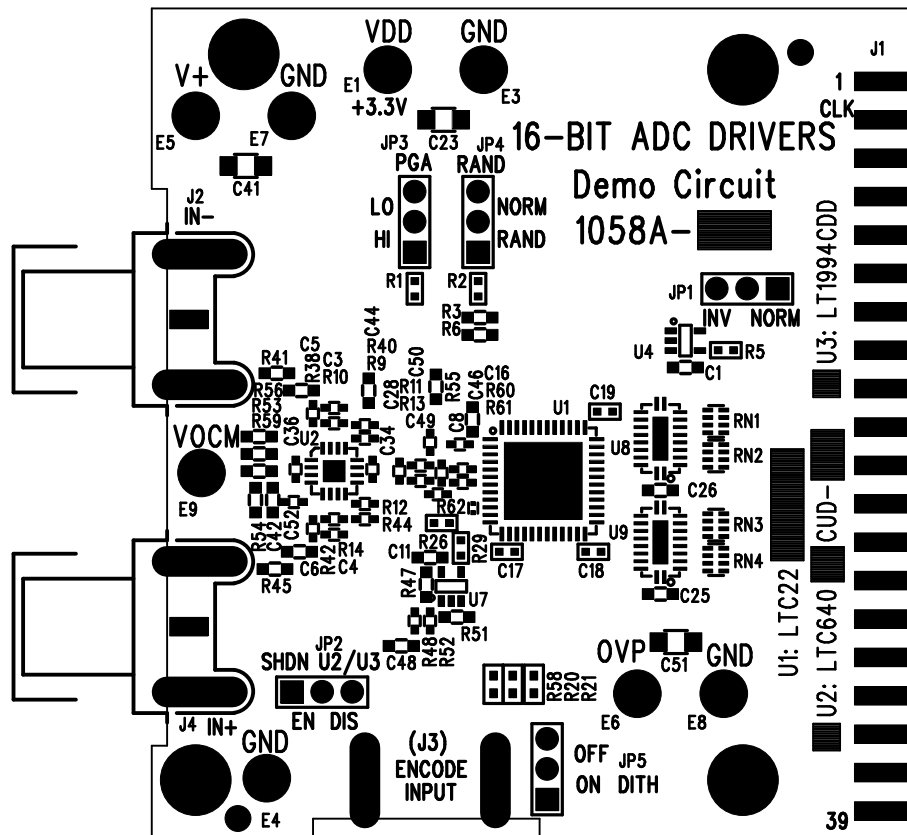 VDD
GND
J1
V+
GND
E1
+3.3V
E3
1
CLK
E5
E7
C23
16-BIT ADC DRIVERS
C41
JP3
PGA
JP4
RAND
Demo Circuit
1058A-
J2
IN-
LO
HI
NORM
RAND
R1
R2
R3
R6
JP1
INV
NORM
U4
R5
C1
U3: LT1994CDD
R41
R56
R53
R59
C5
R38
C3
R10
C44
R40
R9
C28
C50
R11
R13
R55
C46
C16
R60
R61
U1
C19
VOCM
C36
U2
C34
C49
C8
U8
RN1
RN2
C26
E9
R54
C42
C52
R12
R44
R62
U9
RN3
RN4
CUD-
C6
R42
R14
C4
R45
C11
R26
R29
C17
C18
R47
U7
C25
R51
R48
R52
C48
JP2
SHDN U2/U3
EN DIS
R58
R20
R21
OVP
C51
GND
E6
E8
U1: LTC22
U2: LTC640
J4
IN+
GND
E4
(J3)
ENCODE
INPUT
OFF
ON
JP5
DITH
39